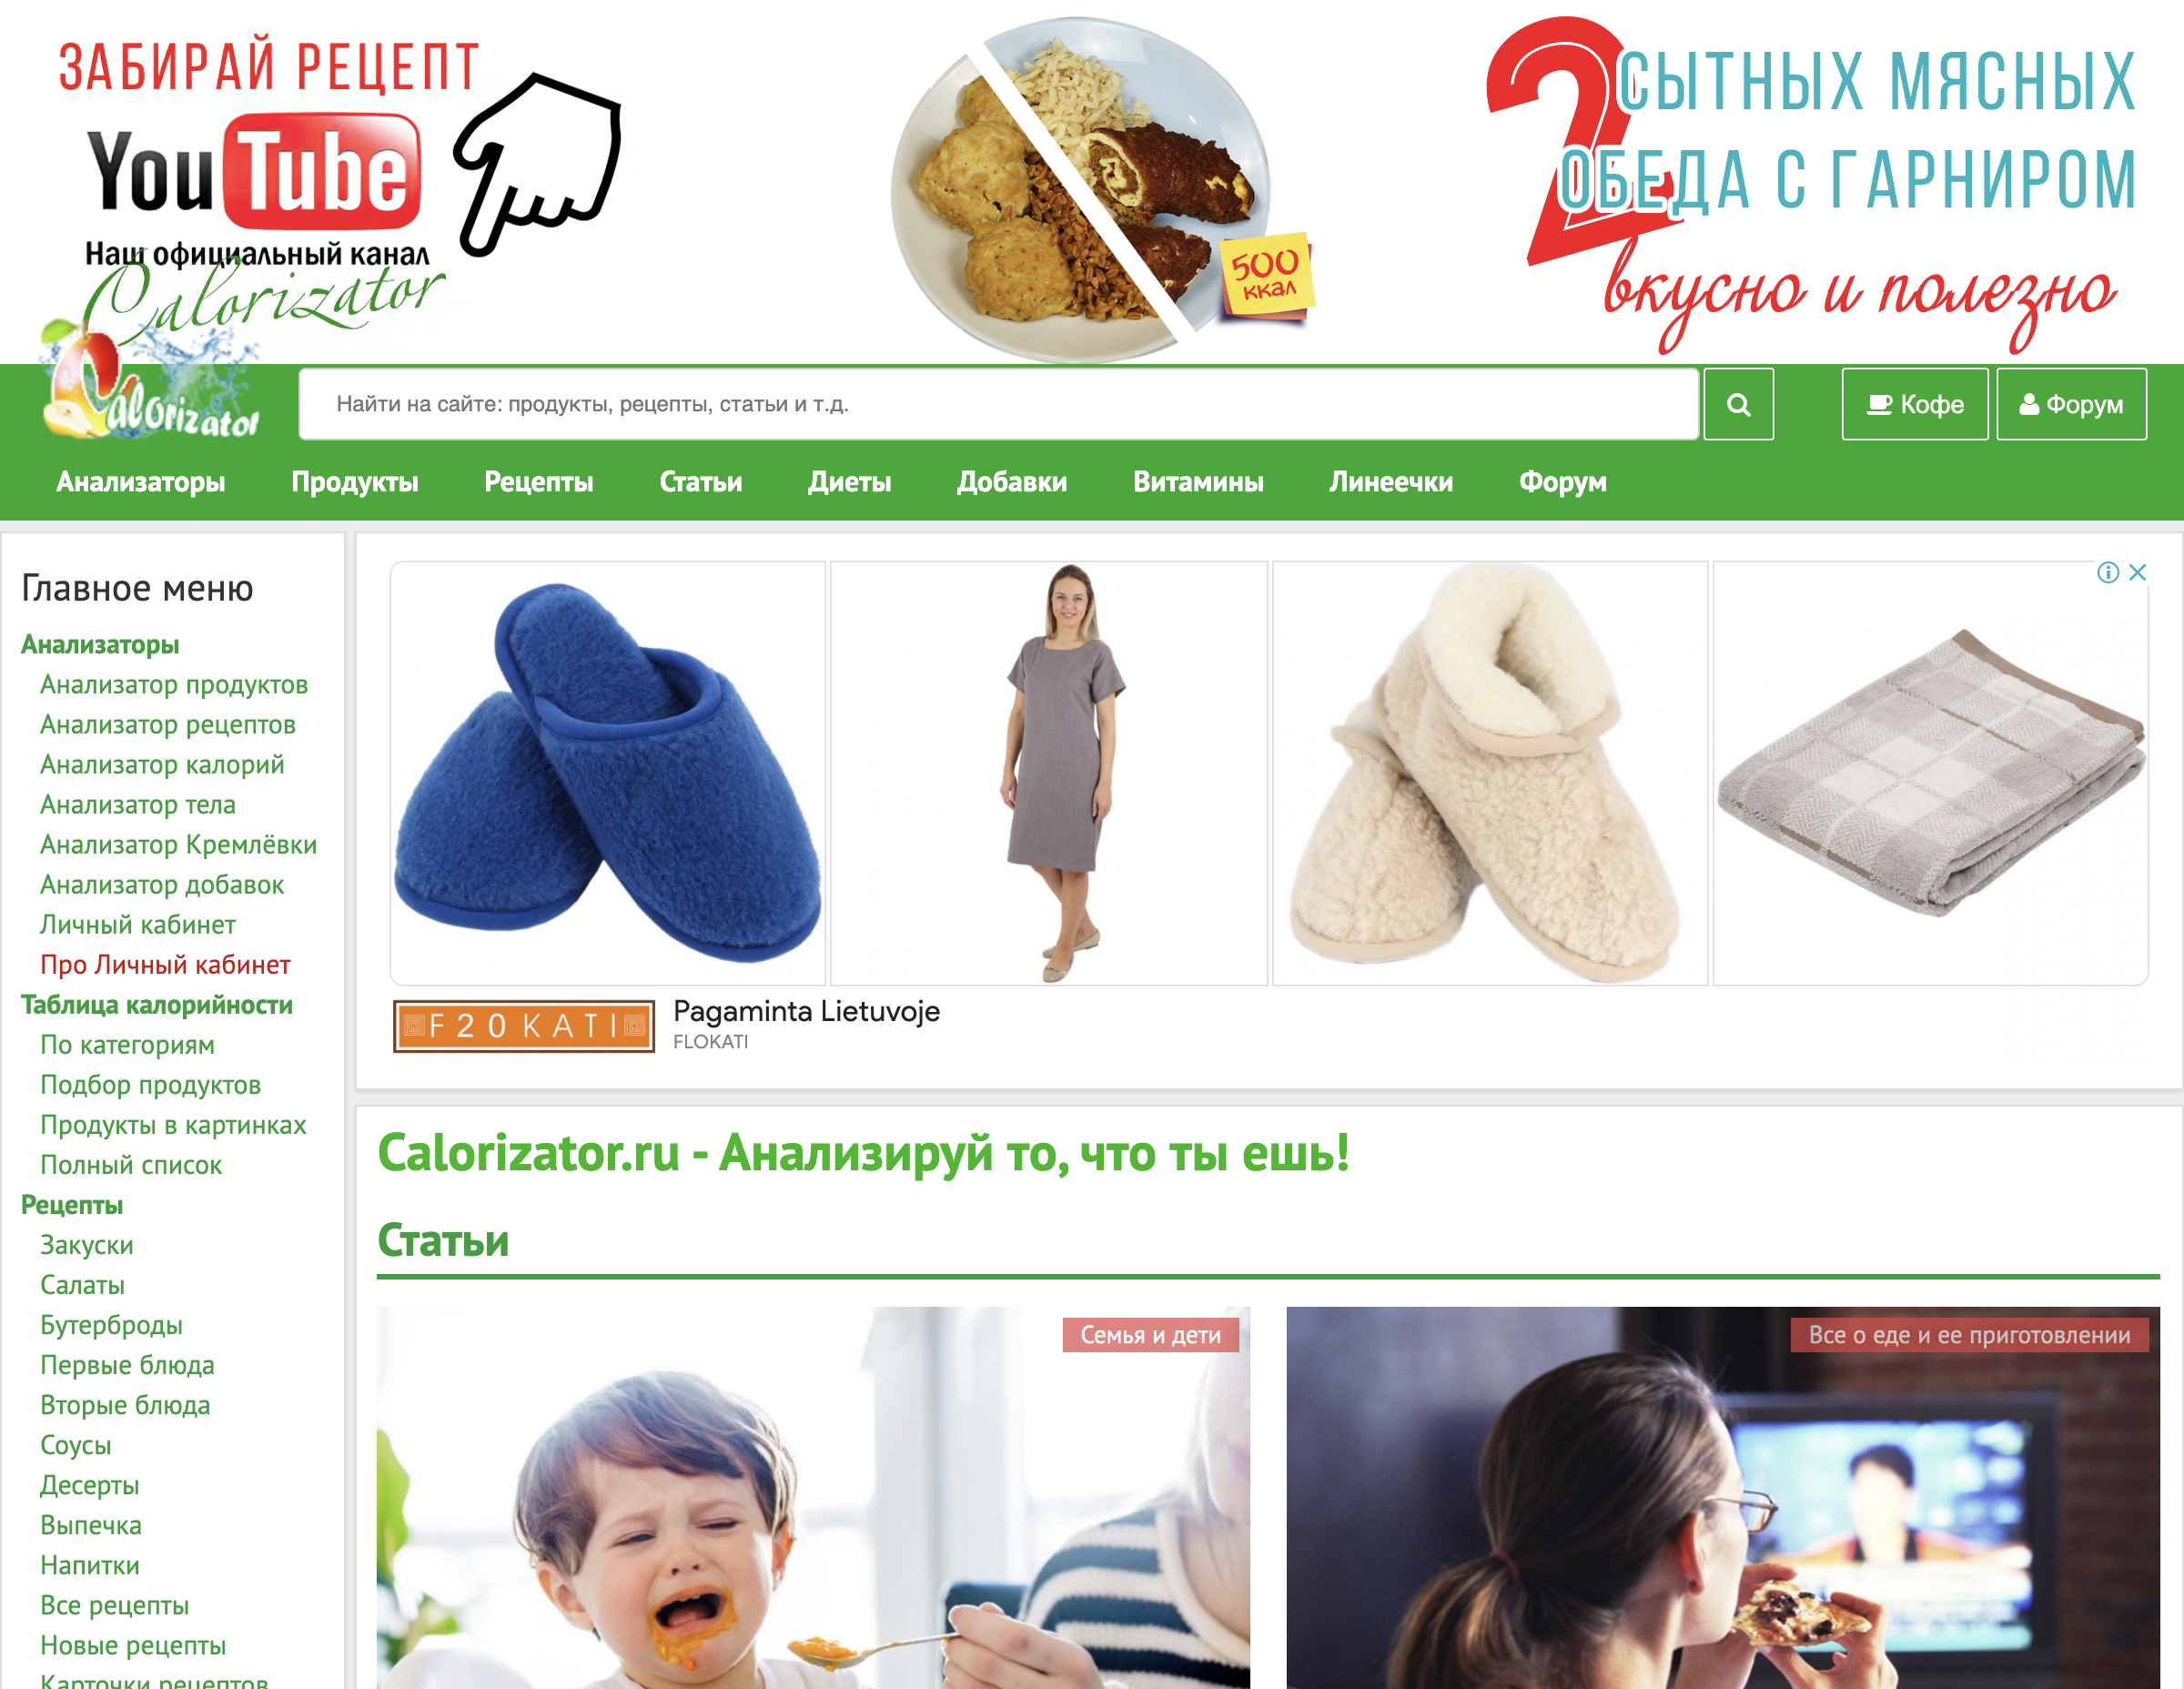 ЗАБИРАЙ РЕЦЕПТ
YouTube
Наш официальный канал
Calorizator
500
ккал
2 СЫТНЫХ МЯСНЫХ
ОБЕДА С ГАРНИРОМ
вкусно и полезно
Calorizator
Найти на сайте: продукты, рецепты, статьи и т.д.
Кофе
Форум
Анализаторы Продукты Рецепты Статьи Диеты Добавки Витамины Линеечки Форум
Главное меню
Анализаторы
Анализатор продуктов
Анализатор рецептов
Анализатор калорий
Анализатор тела
Анализатор Кремлёвки
Анализатор добавок
Личный кабинет
Про Личный кабинет
Таблица калорийности
По категориям
Подбор продуктов
Продукты в картинках
Полный список
Рецепты
Закуски
Салаты
Бутерброды
Первые блюда
Вторые блюда
Соусы
Десерты
Выпечка
Напитки
Все рецепты
Новые рецепты
Карточки рецептов
F20KATI
Pagaminta Lietuvoje
FLOKATI
Calorizator.ru - Анализируй то, что ты ешь!
Статьи
Семья и дети
Все о еде и ее приготовлении